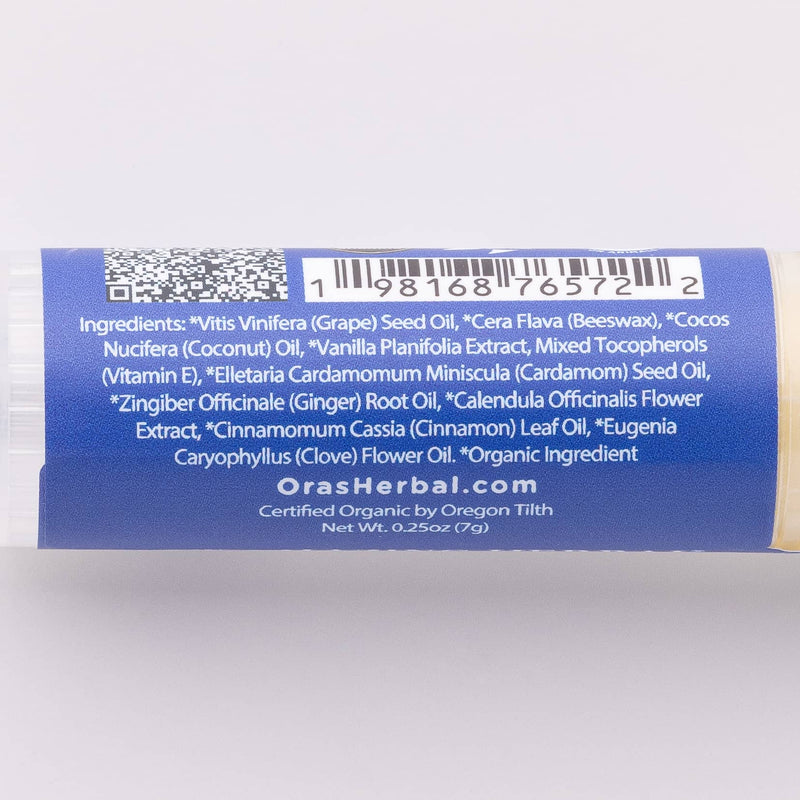 1 98168 76572 2
Ingredients: *Vitis Vinifera (Grape) Seed Oil, *Cera Flava (Beeswax), *Cocos
Nucifera (Coconut) Oil, *Vanilla Planifolia Extract, Mixed Tocopherols
(Vitamin E), *Elletaria Cardamomum Miniscula (Cardamom) Seed Oil,
*Zingiber Officinale (Ginger) Root Oil, *Calendula Officinalis Flower
Extract, *Cinnamomum Cassia (Cinnamon) Leaf Oil, *Eugenia
Caryophyllus (Clove) Flower Oil. *Organic Ingredient
OrasHerbal.com
Certified Organic by Oregon Tilth
Net Wt. 0.25oz (7g)